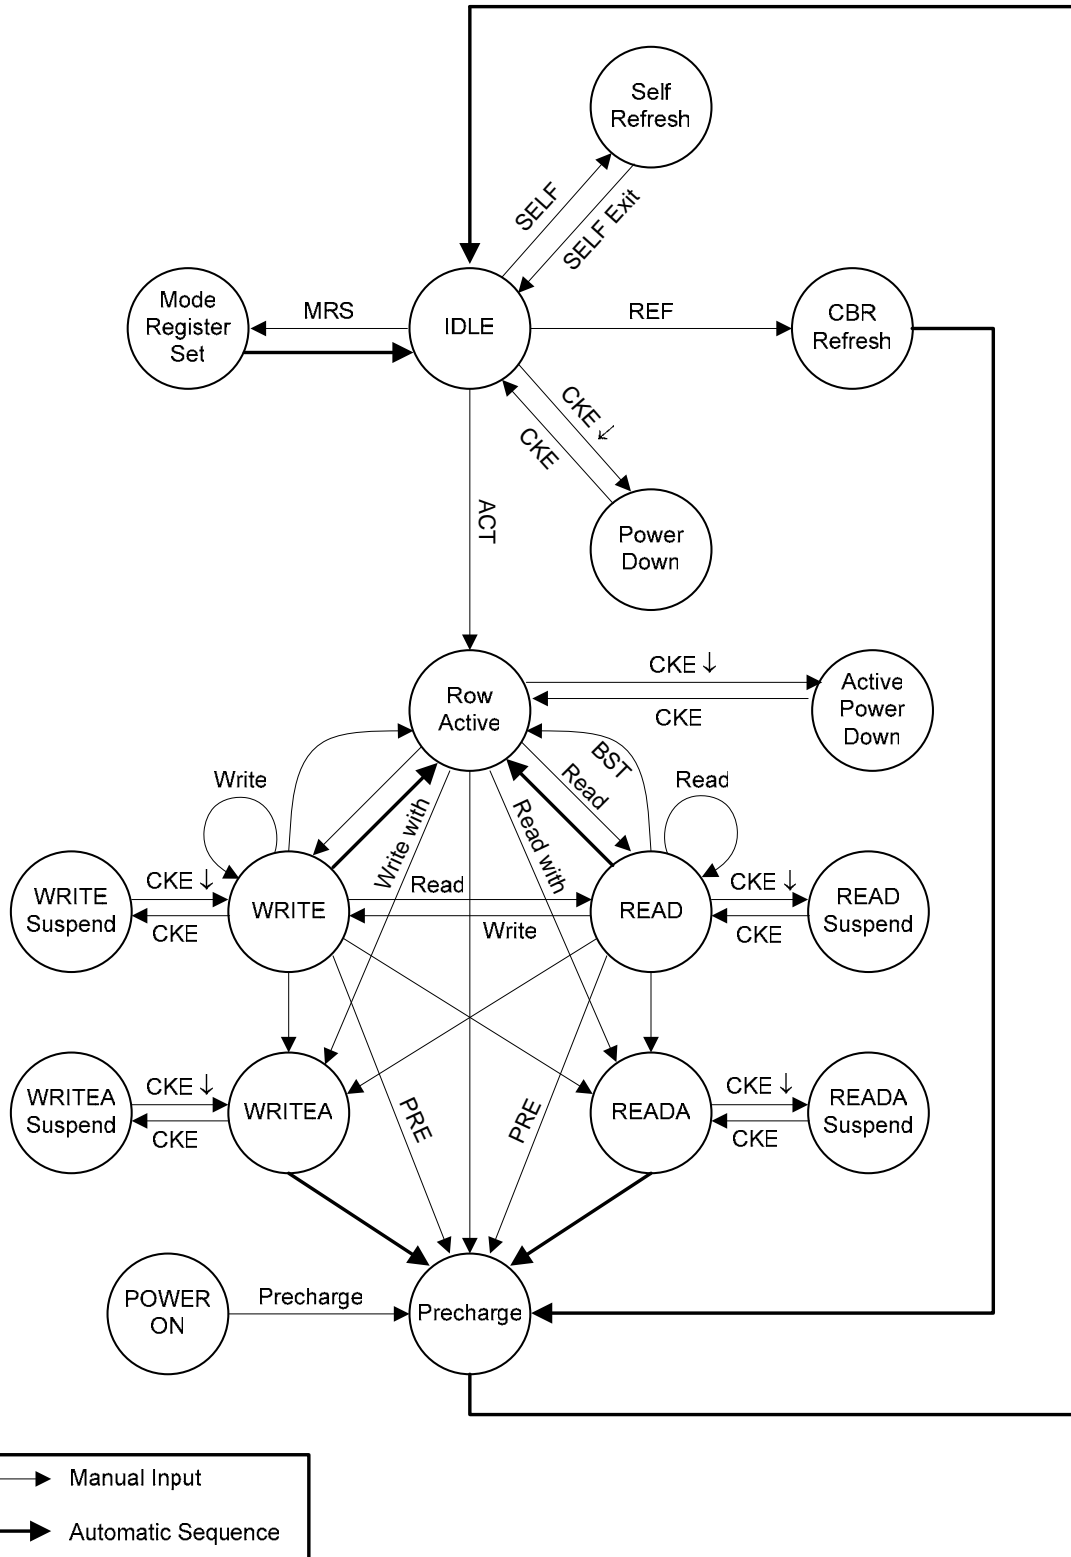 Self
Refresh
SELF
SELF Exit
Mode
Register
Set
MRS
IDLE
REF
CBR
Refresh
CKE ↓
CKE
ACT
Power
Down
Row
Active
CKE ↓
CKE
Active
Power
Down
BST
Read
Write
Read
Write with
Read with
WRITE
Suspend
CKE ↓
CKE
WRITE
Read
Write
READ
CKE ↓
CKE
READ
Suspend
WRITEA
Suspend
CKE ↓
CKE
WRITEA
PRE
PRE
READA
CKE ↓
CKE
READA
Suspend
POWER
ON
Precharge
Precharge
Manual Input
Automatic Sequence